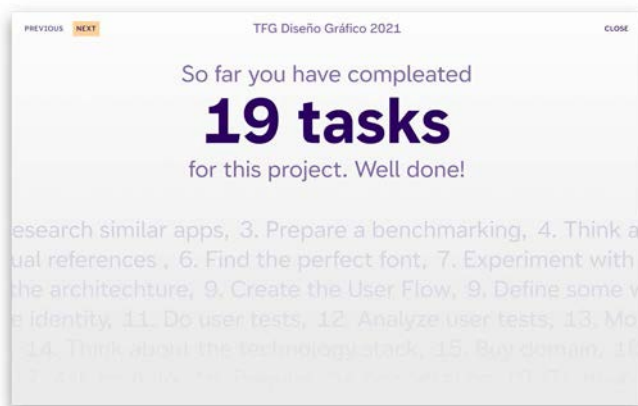 PREVIOUS NEXT TFG Diseño Gráfico 2021 CLOSE
So far you have compleated
19 tasks
for this project. Well done!
esearch similar apps, 3. Prepare a benchmarking, 4. Think a
ual references , 6. Find the perfect font, 7. Experiment with
the architechture, 9. Create the User Flow, 9. Define some w
e identity, 11. Do user tests, 12. Analyze user tests, 13. Mo
14. Think about the technology stack, 15. Buy domain, 16